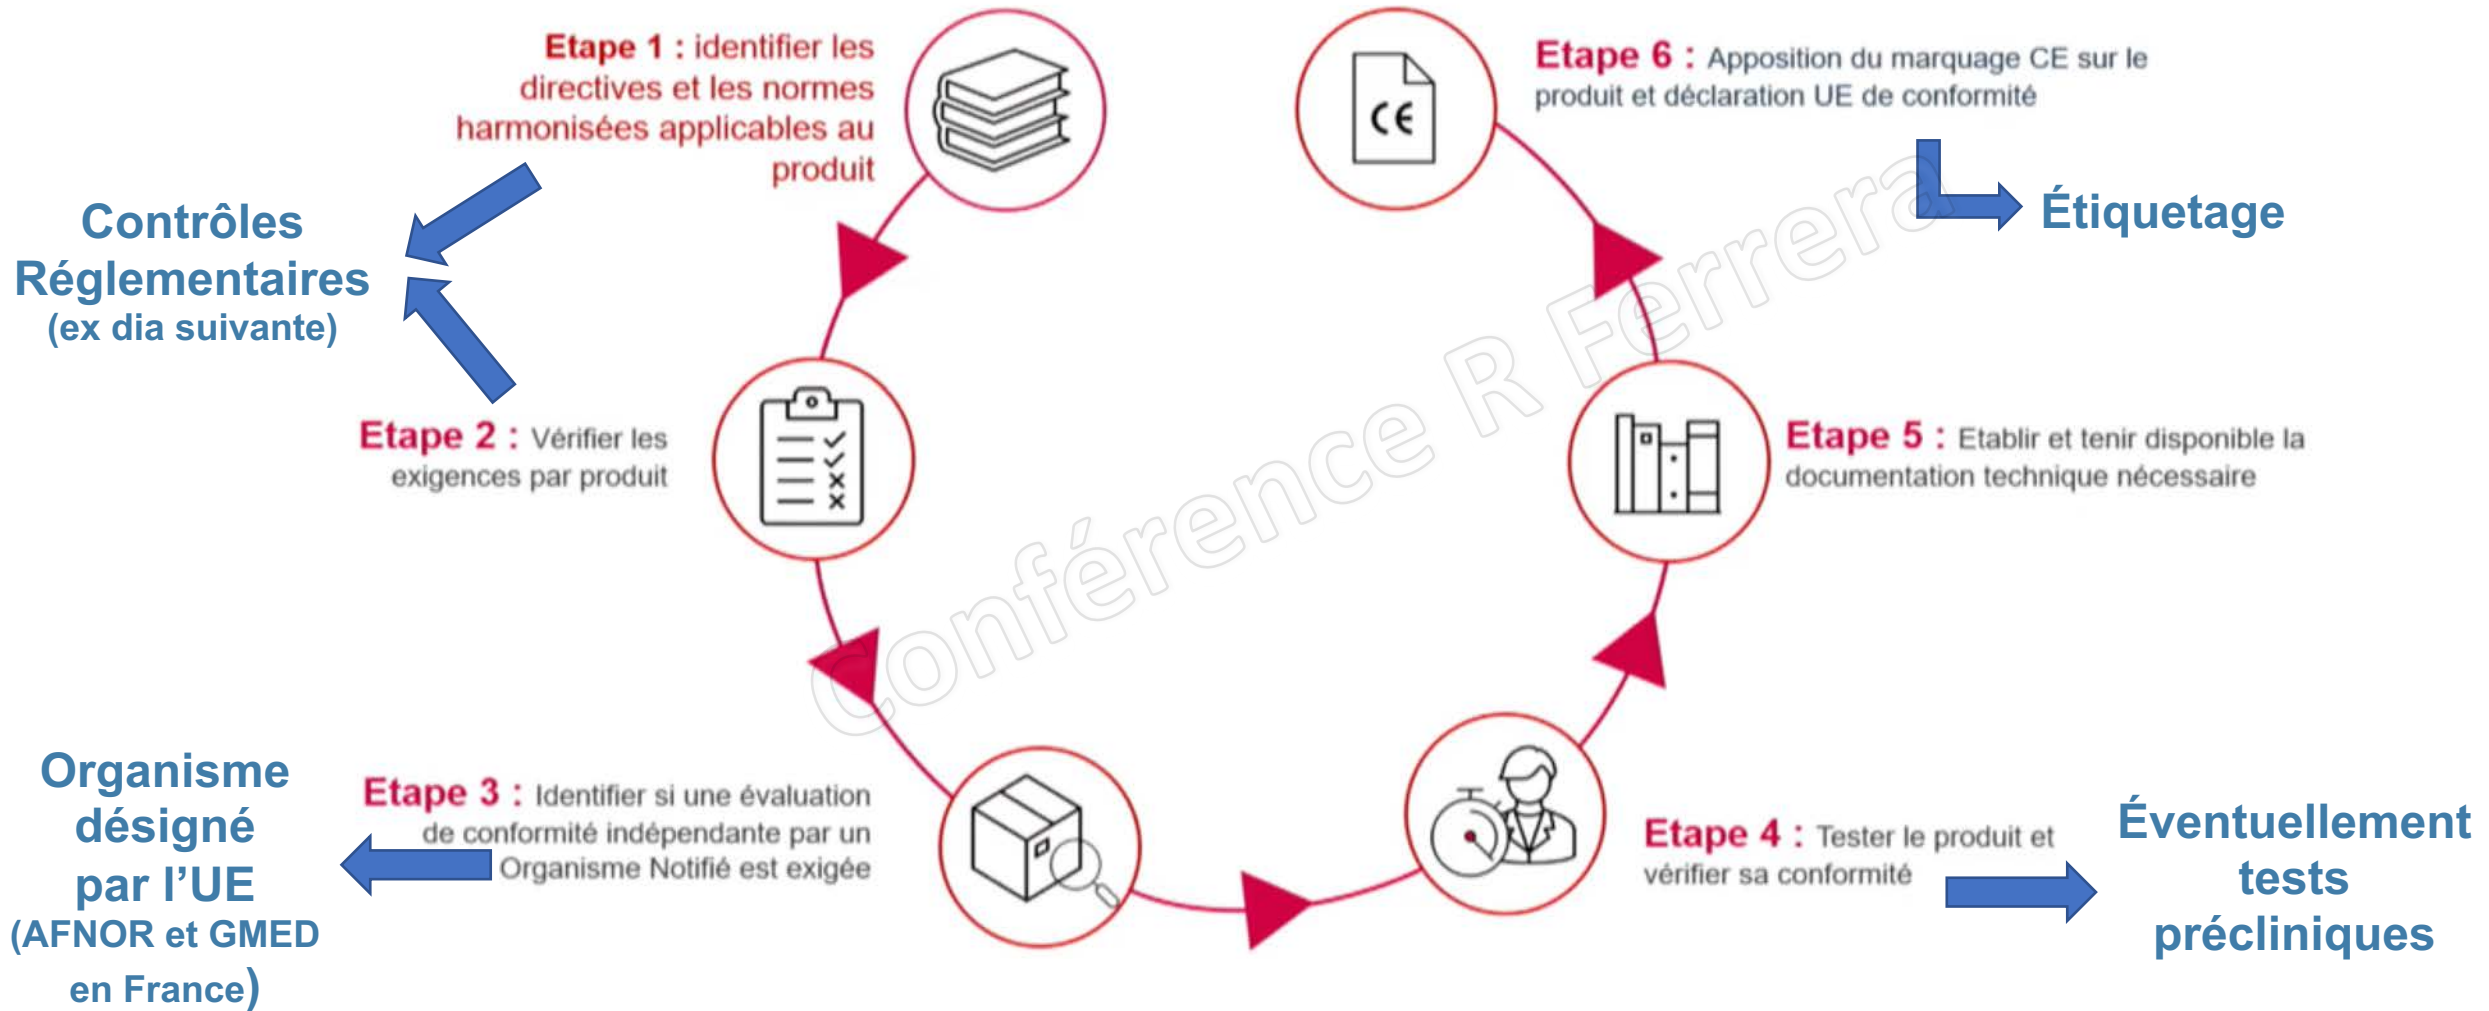 Etape 1 : identifier les
directives et les normes
harmonisées applicables au
produit
Contrôles
Réglementaires
(ex dia suivante)
Etape 2 : Vérifier les
exigences par produit
Organisme
désigné
par l’UE
(AFNOR et GMED
en France)
Etape 3 : Identifier si une évaluation
de conformité indépendante par un
Organisme Notifié est exigée
Etape 4 : Tester le produit et
vérifier sa conformité
Éventuellement
tests
précliniques
Etape 5 : Etablir et tenir disponible la
documentation technique nécessaire
CE
Etape 6 : Apposition du marquage CE sur le
produit et déclaration UE de conformité
Étiquetage
Conférence R Ferrera